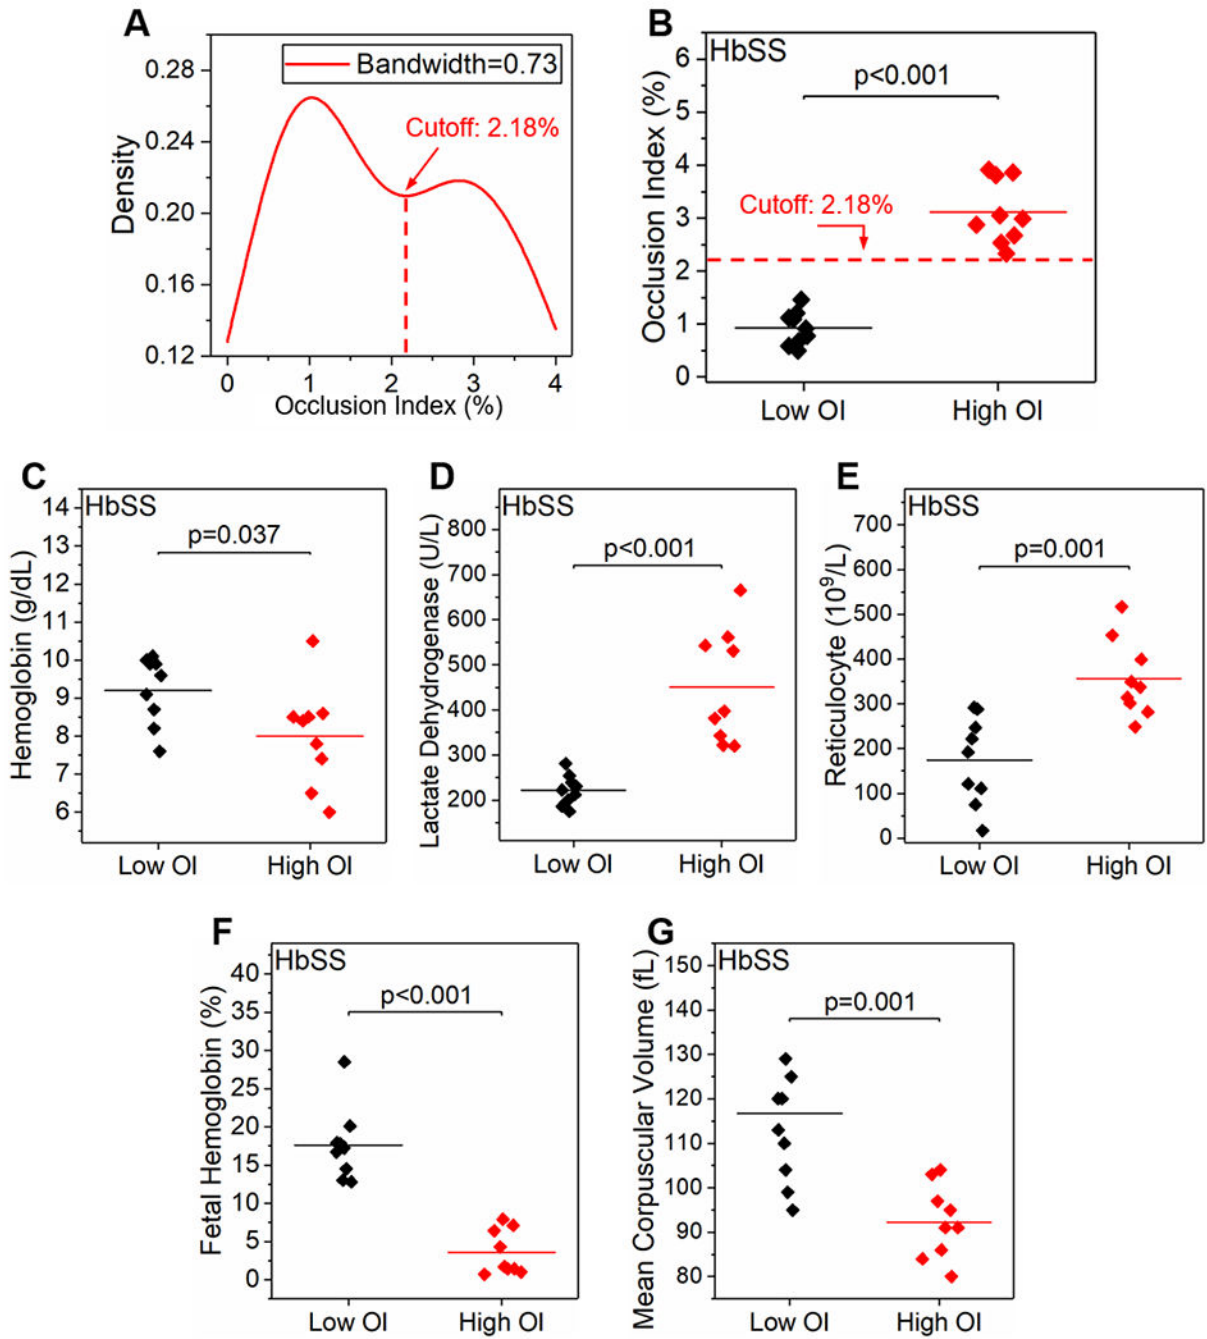 A
Density
0.28
0.24
0.20
0.16
0.12
Bandwidth=0.73
Cutoff: 2.18%
0 1 2 3 4
Occlusion Index (%)
B
HbSS
Occlusion Index (%)
6
5
4
3
2
1
0
p<0.001
Cutoff: 2.18%
Low OI High OI
C
HbSS
Hemoglobin (g/dL)
14
13
12
11
10
9
8
7
6
p=0.037
Low OI High OI
D
HbSS
Lactate Dehydrogenase (U/L)
800
700
600
500
400
300
200
p<0.001
Low OI High OI
E
HbSS
Reticulocyte (10⁹/L)
700
600
500
400
300
200
100
0
p=0.001
Low OI High OI
F
HbSS
Fetal Hemoglobin (%)
40
35
30
25
20
15
10
5
0
p<0.001
Low OI High OI
G
HbSS
Mean Corpuscular Volume (fL)
150
140
130
120
110
100
90
80
p=0.001
Low OI High OI